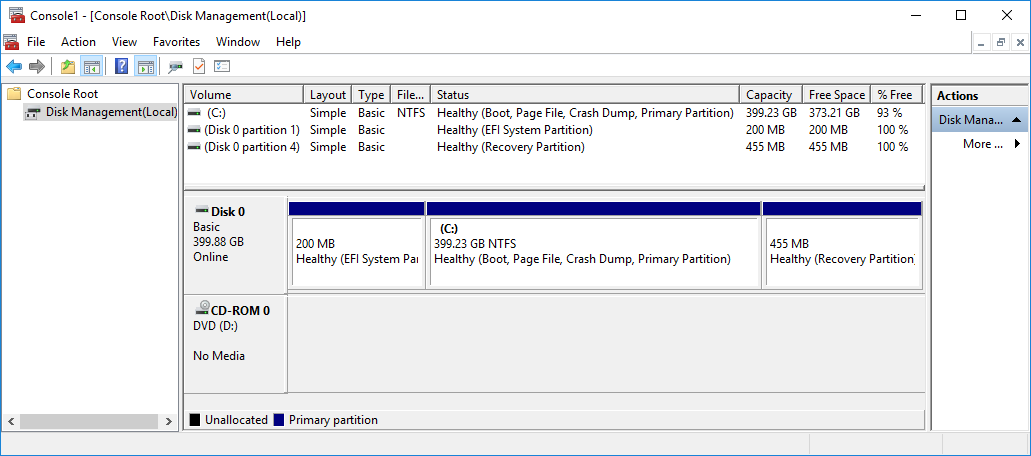 Console1 - [Console Root\Disk Management(Local)]
File Action View Favorites Window Help
Console Root
Disk Management(Local)
Volume Layout Type File... Status Capacity Free Space % Free
(C:) Simple Basic NTFS Healthy (Boot, Page File, Crash Dump, Primary Partition) 399.23 GB 373.21 GB 93 %
(Disk 0 partition 1) Simple Basic Healthy (EFI System Partition) 200 MB 200 MB 100 %
(Disk 0 partition 4) Simple Basic Healthy (Recovery Partition) 455 MB 455 MB 100 %
Disk 0
Basic
399.88 GB
Online
200 MB
Healthy (EFI System Pa
(C:)
399.23 GB NTFS
Healthy (Boot, Page File, Crash Dump, Primary Partition)
455 MB
Healthy (Recovery Partition
CD-ROM 0
DVD (D:)
No Media
Unallocated Primary partition
Actions
Disk Mana...
More ...